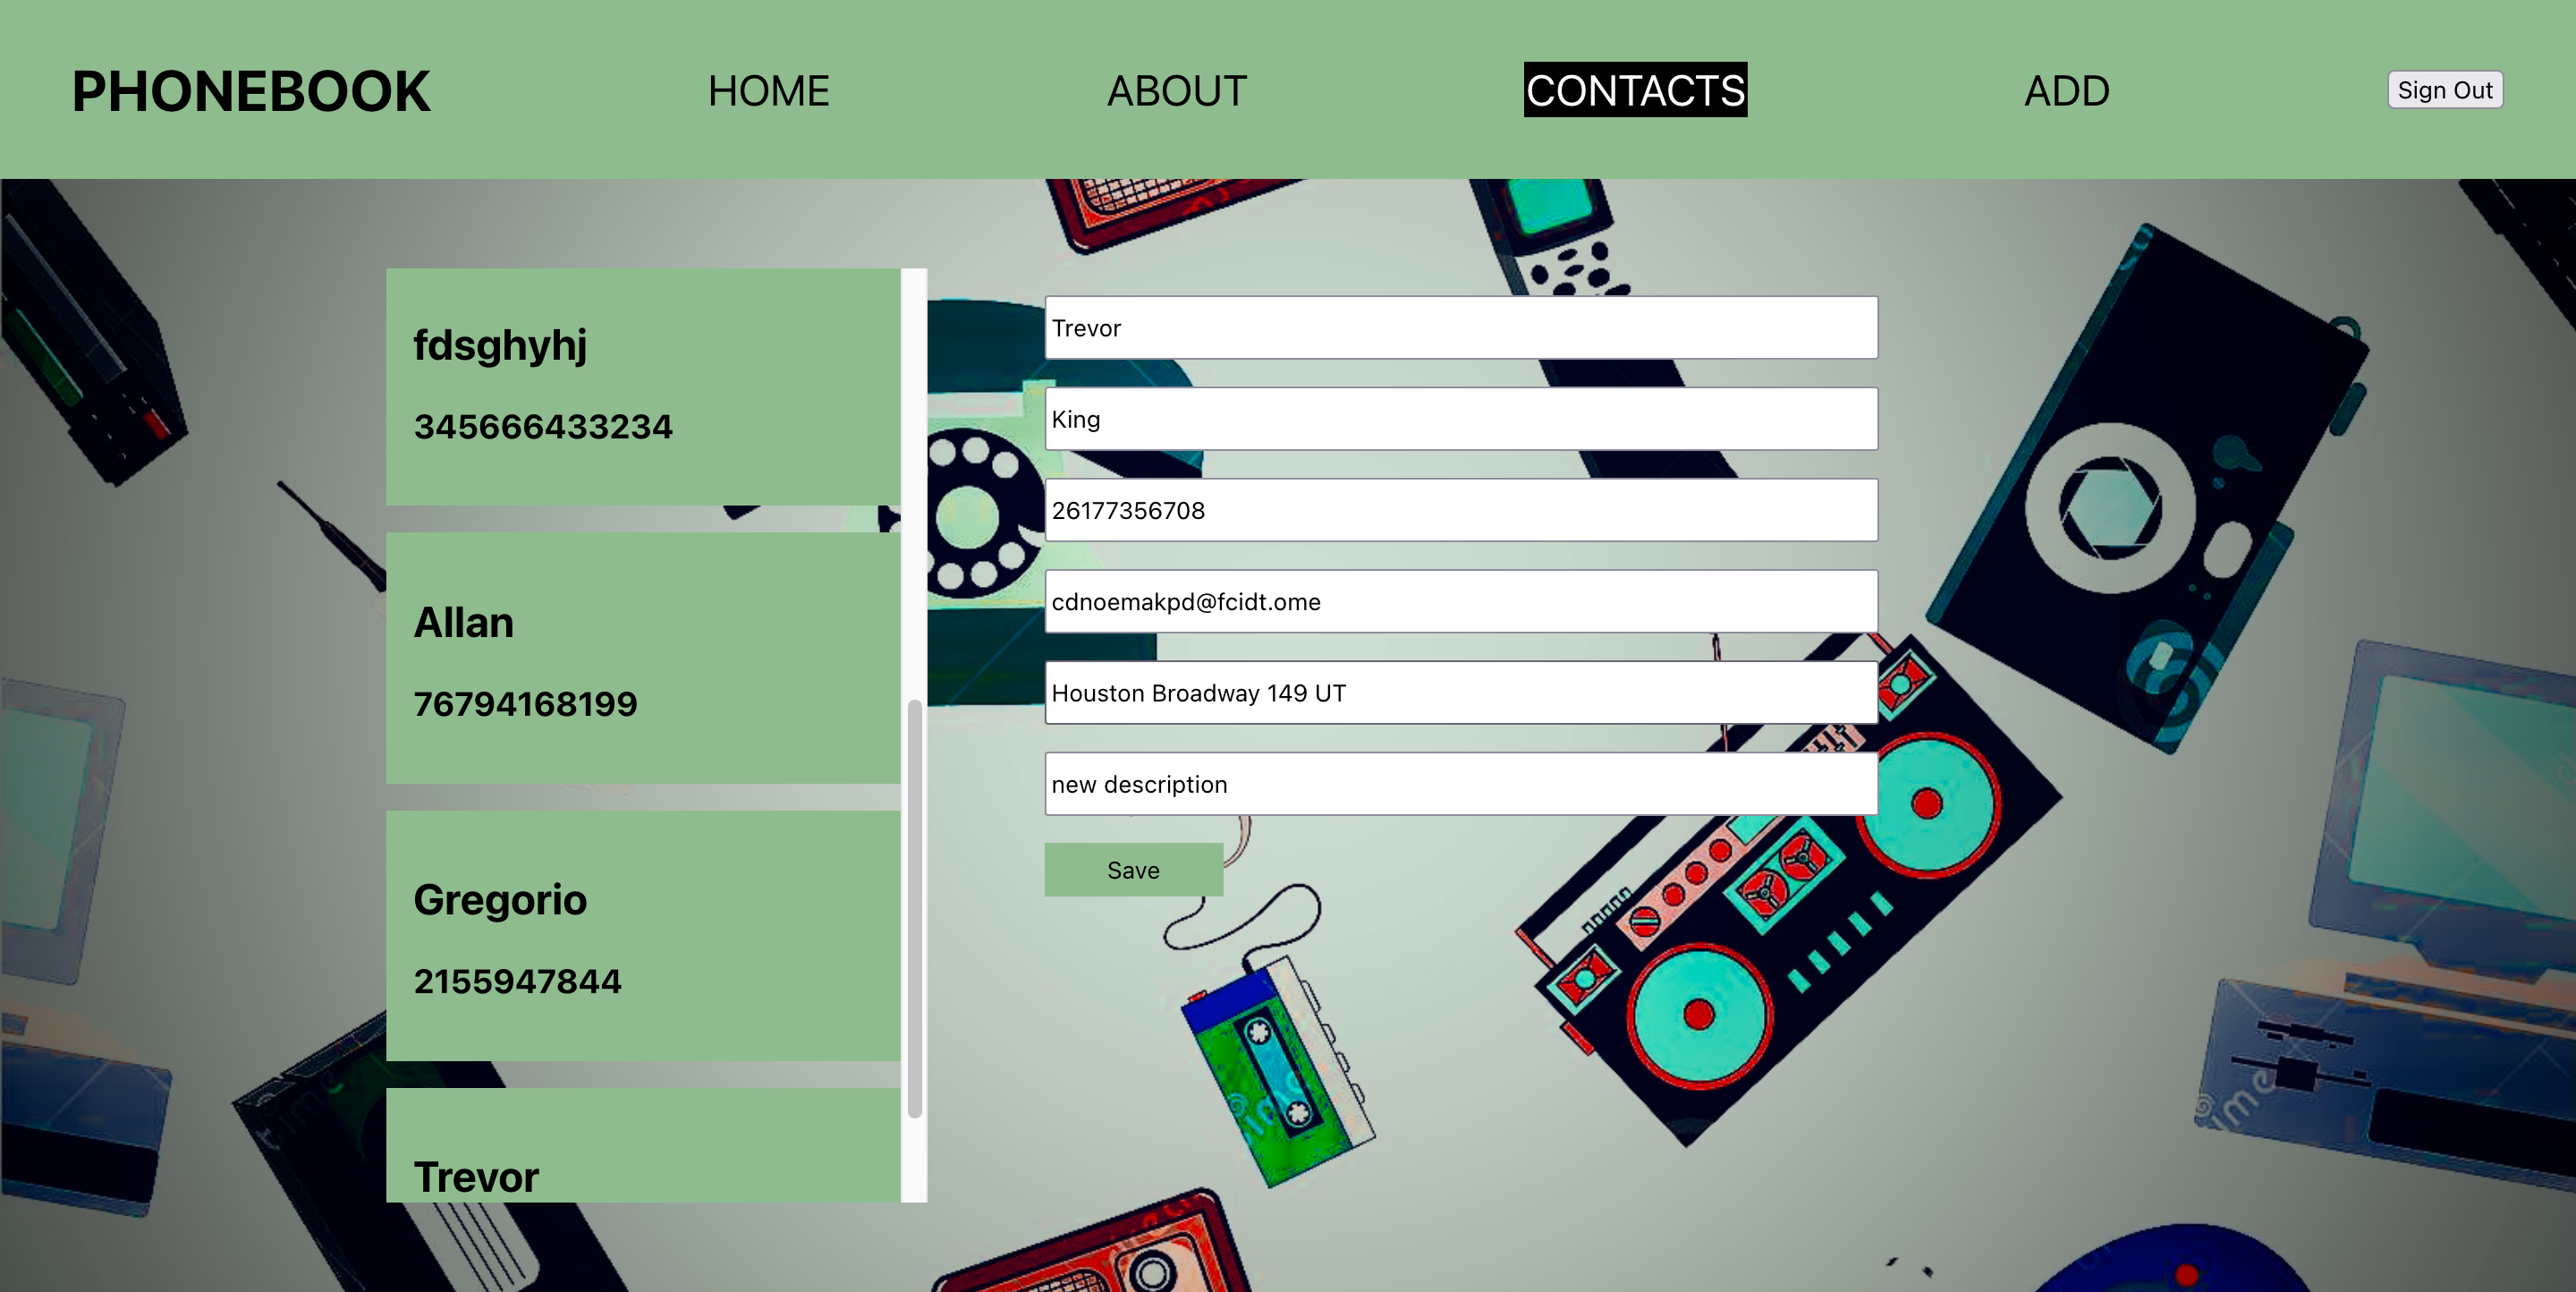 PHONEBOOK HOME ABOUT CONTACTS ADD Sign Out
fdsghyhj
345666433234
Allan
76794168199
Gregorio
2155947844
Trevor
Trevor
King
26177356708
cdnoemakpd@fcidt.ome
Houston Broadway 149 UT
new description
Save